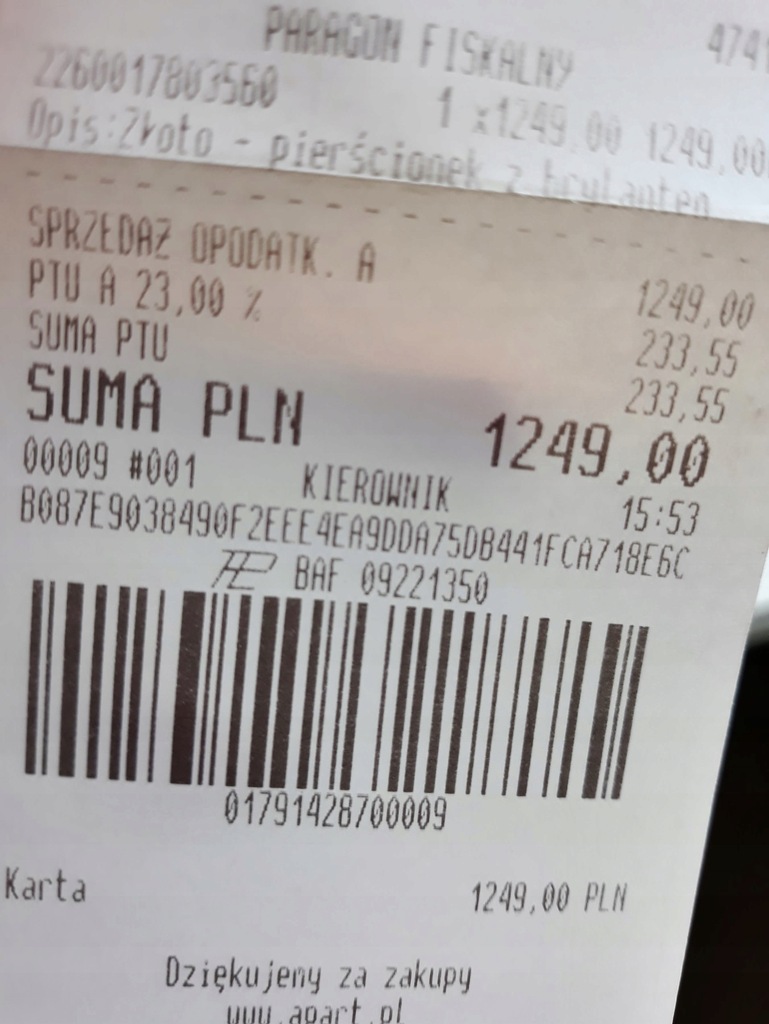 PARAGON FISKALNY 4741
2260017803560 1 x1249,00 1249,00
Opis:Złoto - pierścionek z brylantem
SPRZEDAŻ OPODATK. A 1249,00
PTU A 23,00 % 233,55
SUMA PTU 233,55
SUMA PLN 1249,00
00009 #001 KIEROWNIK 15:53
B087E9038490F2EEE4EA9DDA75DB441FCA718E6C
BAF 09221350
01791428700009
Karta 1249,00 PLN
Dziękujemy za zakupy
www.apart.pl